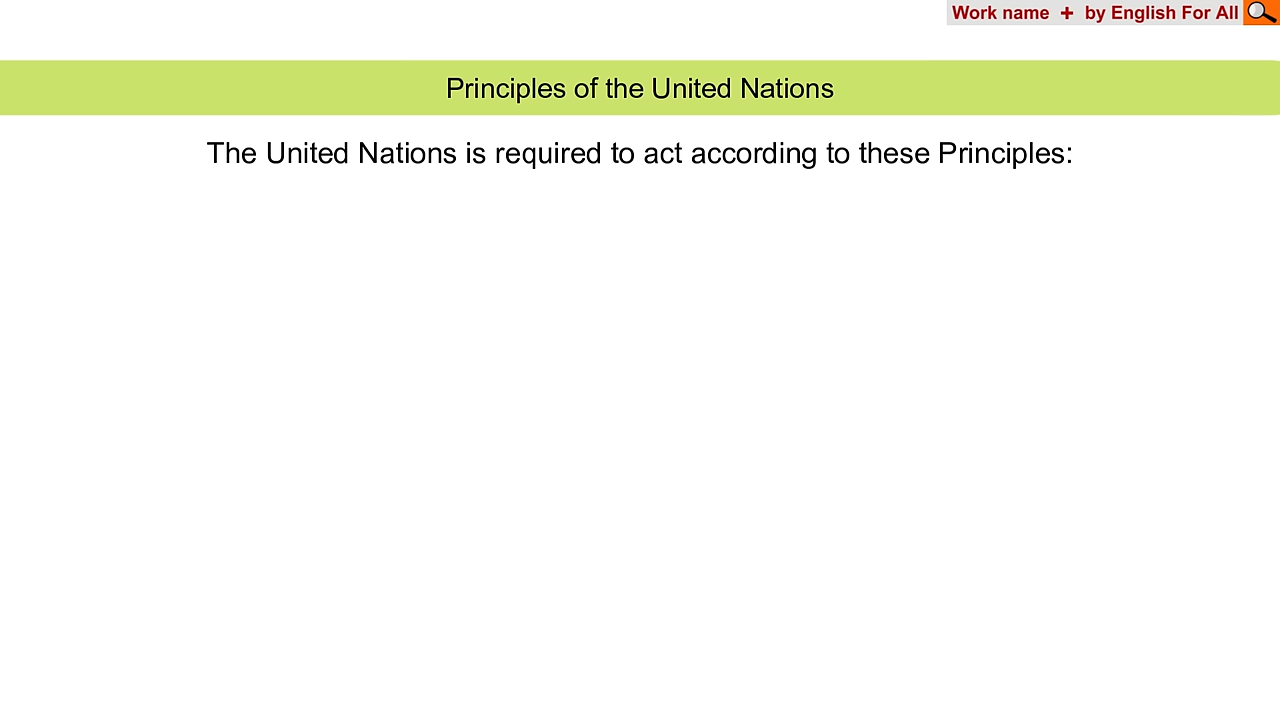 Work name + by English For All
Principles of the United Nations
The United Nations is required to act according to these Principles: